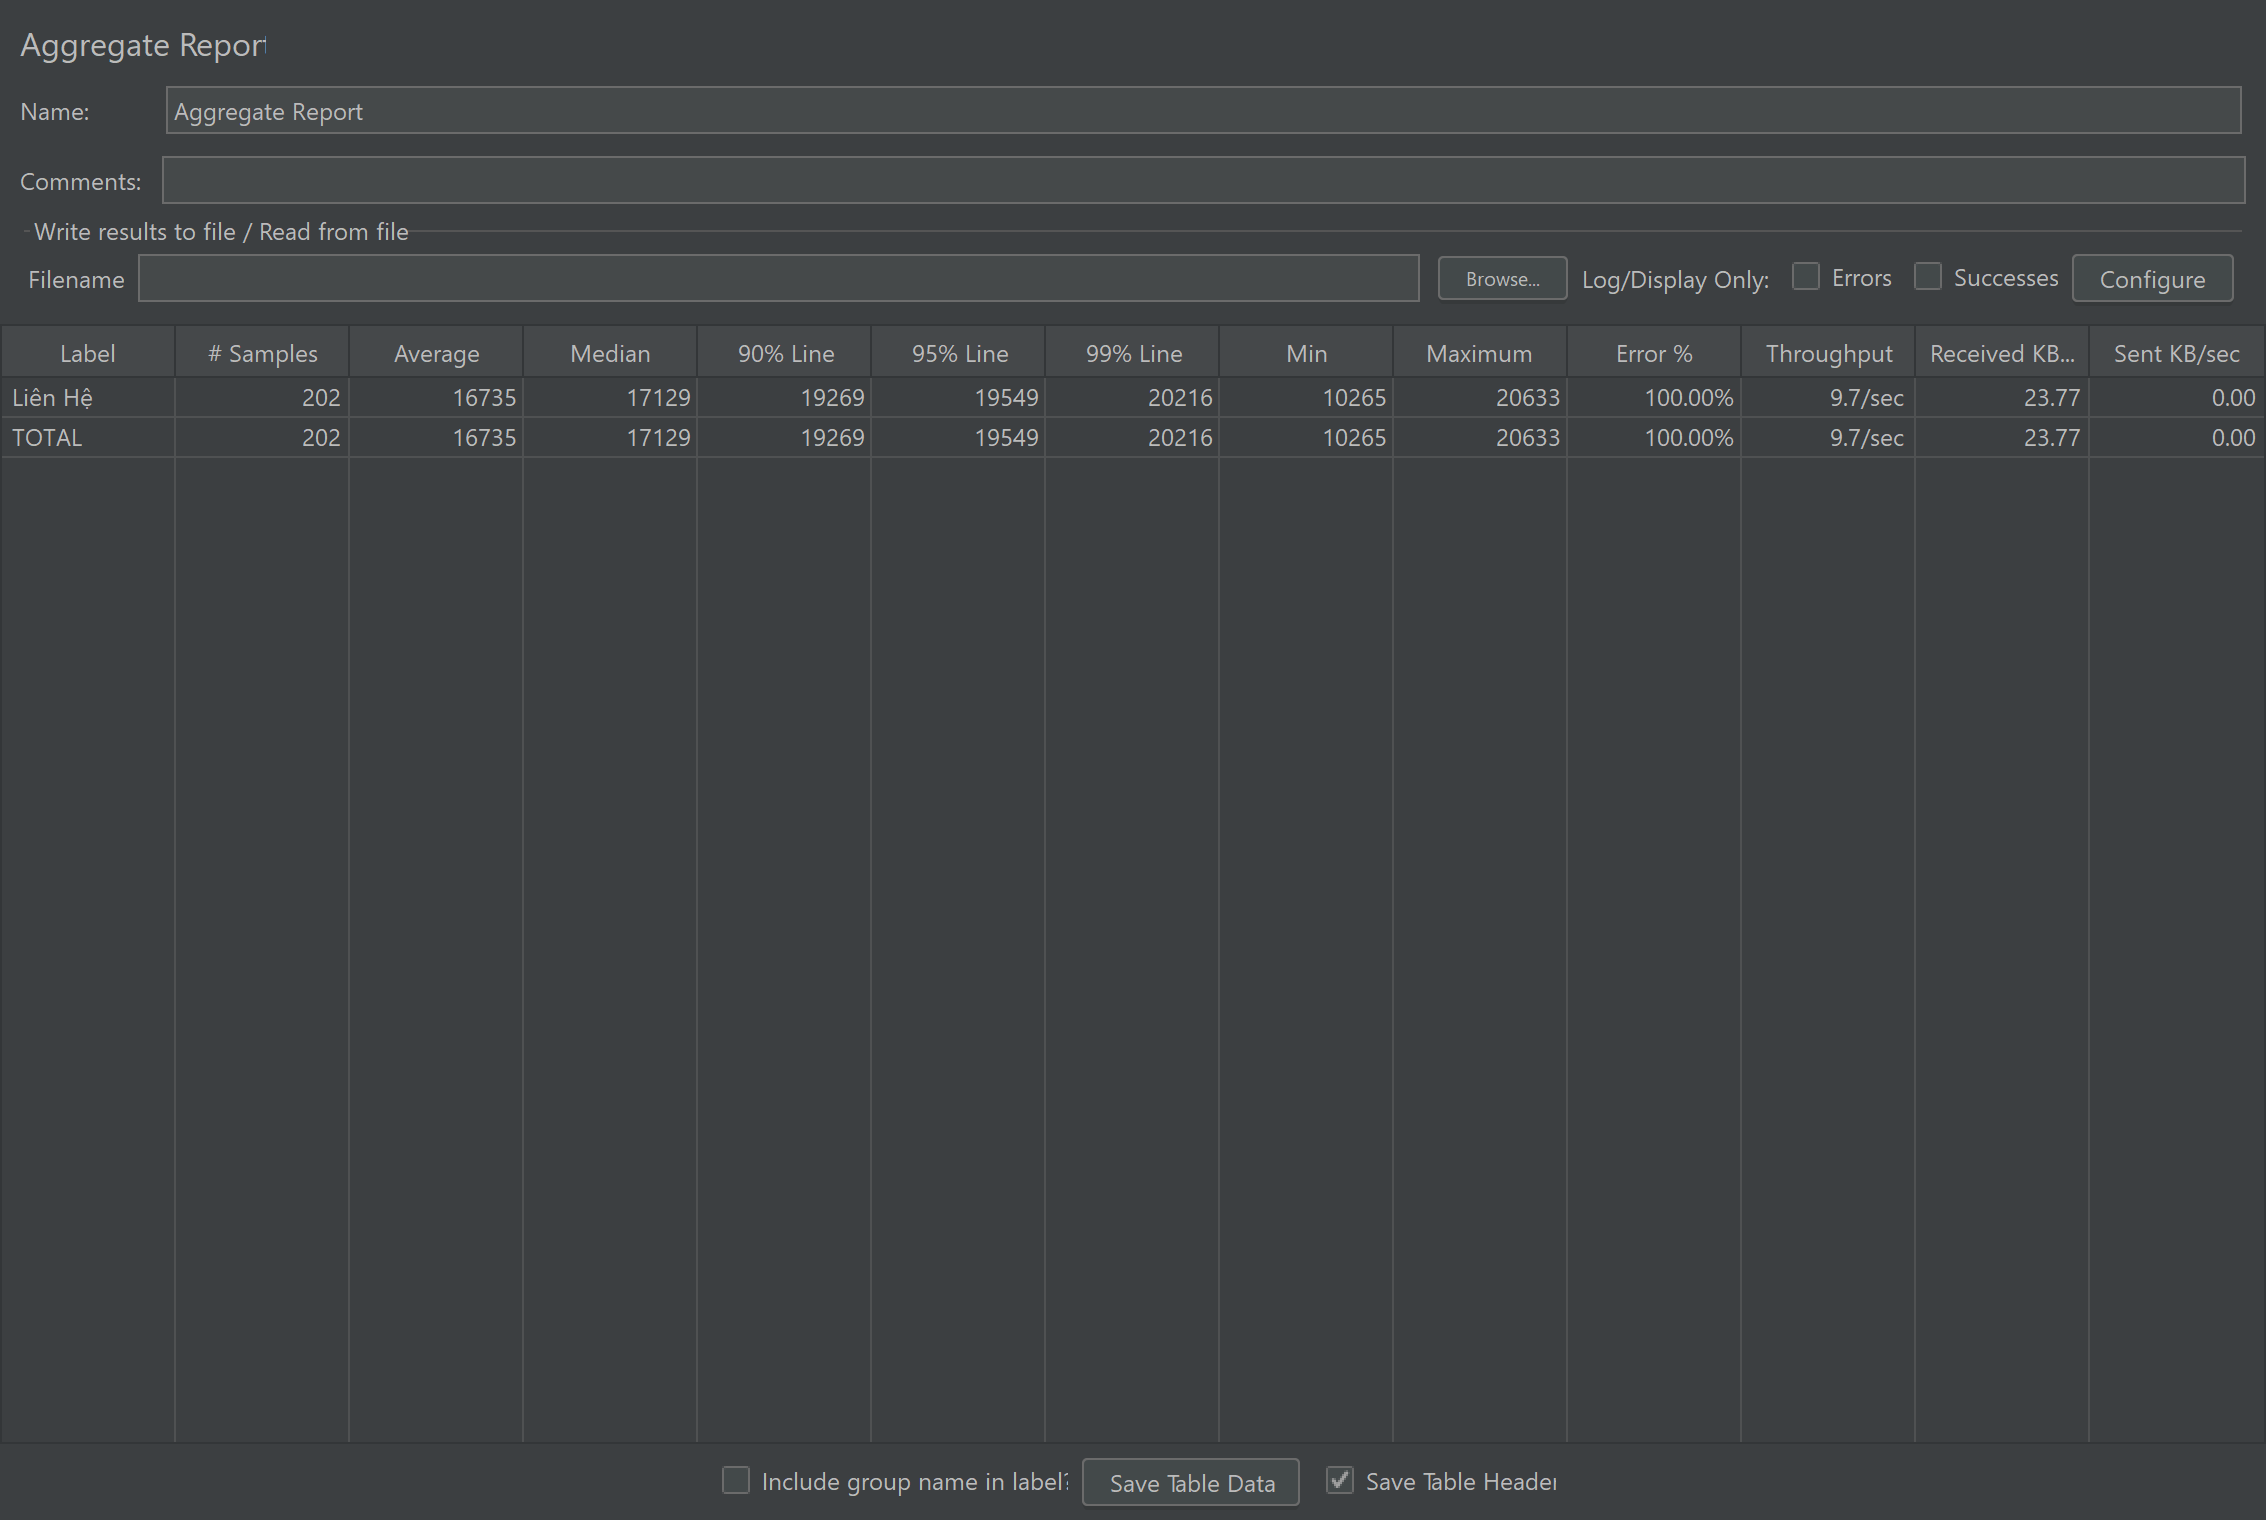 Aggregate Report
Name: Aggregate Report
Comments:
Write results to file / Read from file
Filename Browse... Log/Display Only: Errors Successes Configure
Label # Samples Average Median 90% Line 95% Line 99% Line Min Maximum Error % Throughput Received KB... Sent KB/sec
Liên Hệ 202 16735 17129 19269 19549 20216 10265 20633 100.00% 9.7/sec 23.77 0.00
TOTAL 202 16735 17129 19269 19549 20216 10265 20633 100.00% 9.7/sec 23.77 0.00
Include group name in label? Save Table Data Save Table Header